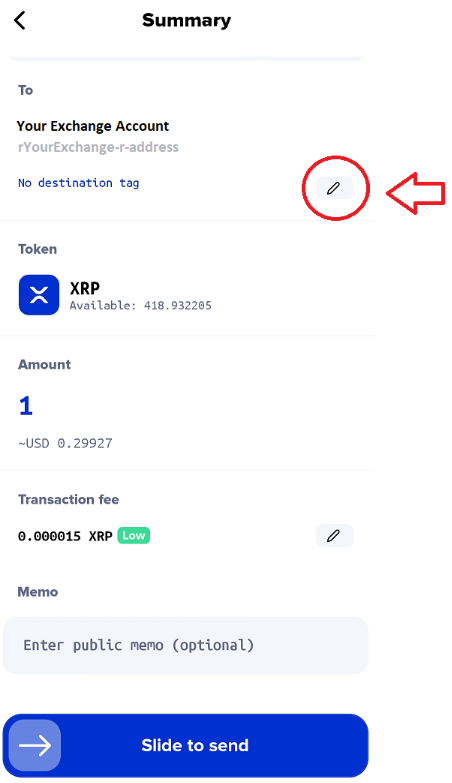 Summary
To
Your Exchange Account
rYourExchange-r-address
No destination tag
Token
XRP
Available: 418.932205
Amount
1
~USD 0.29927
Transaction fee
0.000015 XRP Low
Memo
Enter public memo (optional)
Slide to send